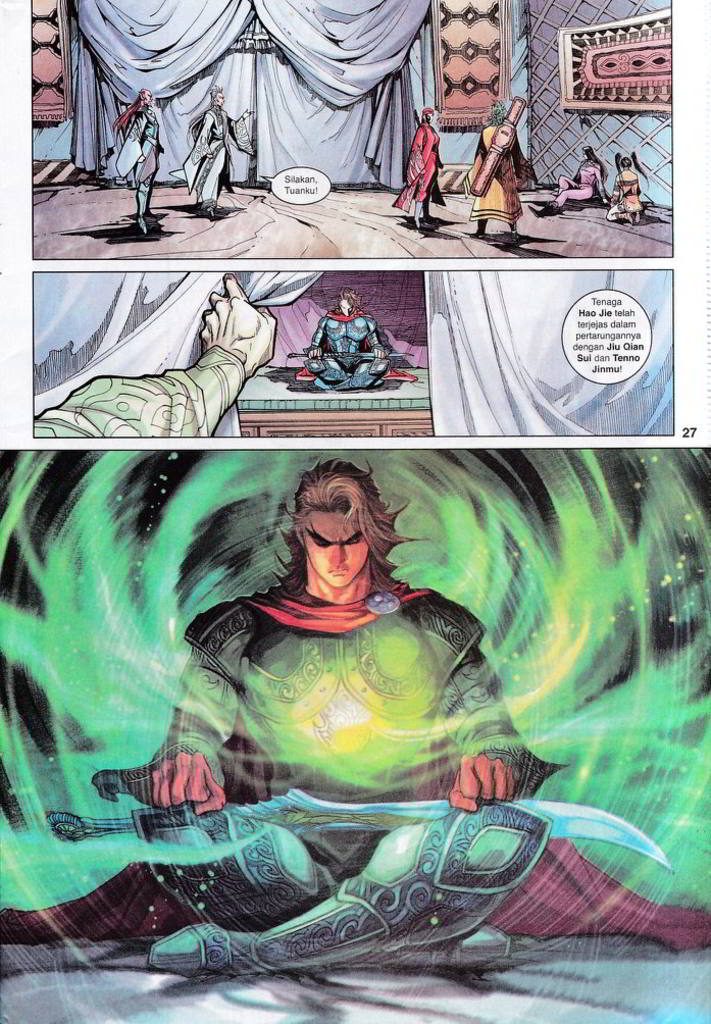 Silakan,
Tuanku!
Tenaga
Hao Jie telah
terjejas dalam
pertarungannya
dengan Jiu Qian
Sui dan Tenno
Jinmu!
27